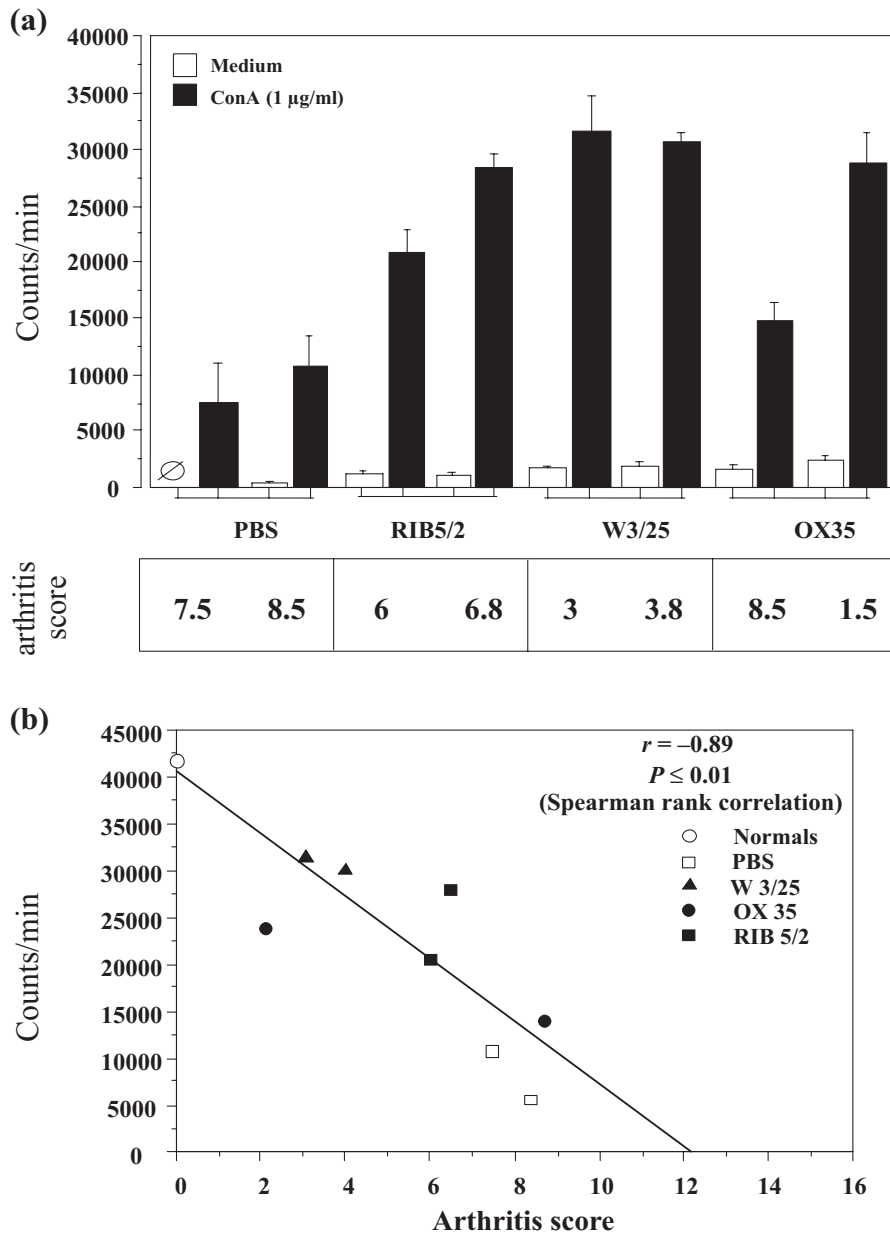 (a)
40000
35000
30000
25000
20000
15000
10000
5000
0
Counts/min
Medium
ConA (1 µg/ml)
PBS RIB5/2 W3/25 OX35
arthritis
score
7.5 8.5 6 6.8 3 3.8 8.5 1.5
(b)
45000
40000
35000
30000
25000
20000
15000
10000
5000
0
Counts/min
r = –0.89
P ≤ 0.01
(Spearman rank correlation)
Normals
PBS
W 3/25
OX 35
RIB 5/2
0 2 4 6 8 10 12 14 16
Arthritis score